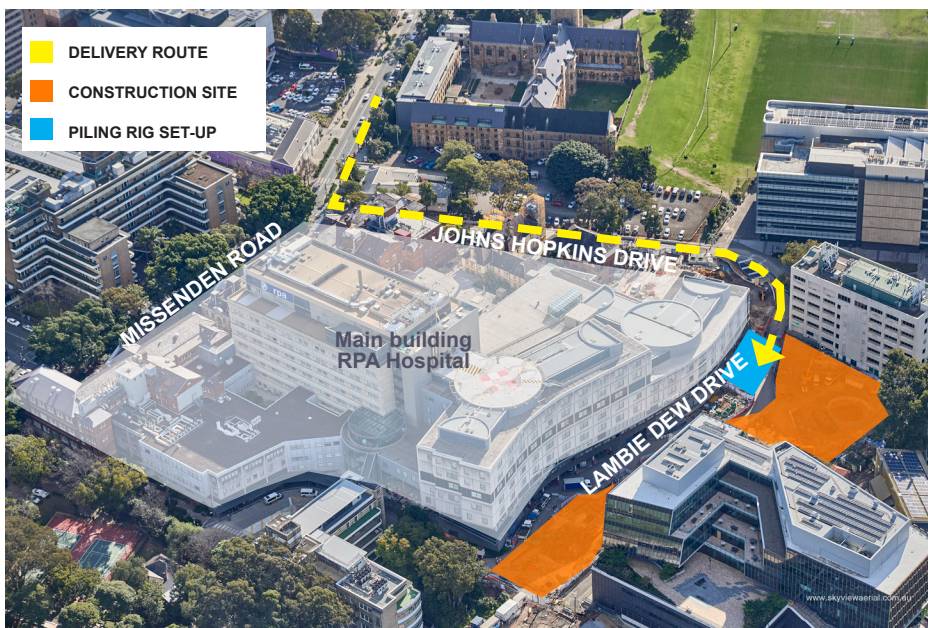 DELIVERY ROUTE
CONSTRUCTION SITE
PILING RIG SET-UP
MISSENDEN ROAD
JOHNS HOPKINS DRIVE
rpa
Main building
RPA Hospital
LAMBIE DEW DRIVE
www.skyviewaerial.com.au